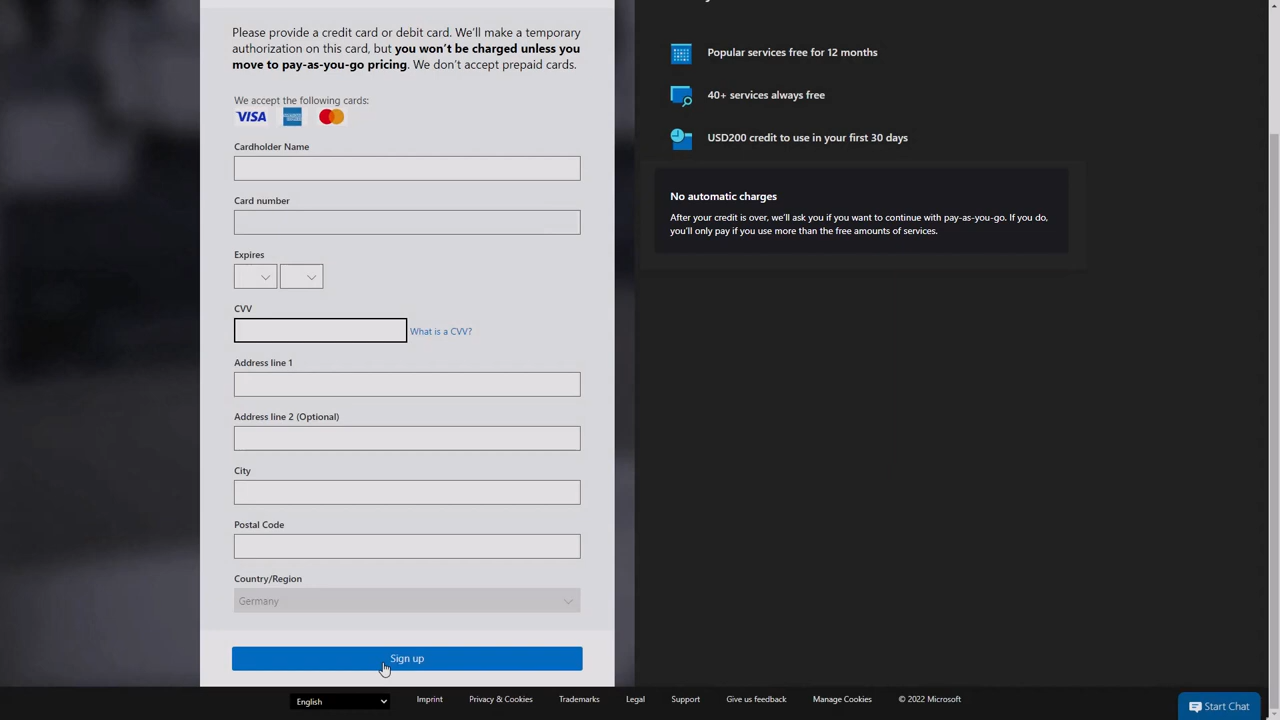 Please provide a credit card or debit card. We'll make a temporary
authorization on this card, but you won't be charged unless you
move to pay-as-you-go pricing. We don't accept prepaid cards.
We accept the following cards:
VISA
Cardholder Name
Card number
Expires
CVV
What is a CVV?
Address line 1
Address line 2 (Optional)
City
Postal Code
Country/Region
Germany
Sign up
Popular services free for 12 months
40+ services always free
USD200 credit to use in your first 30 days
No automatic charges
After your credit is over, we'll ask you if you want to continue with pay-as-you-go. If you do,
you'll only pay if you use more than the free amounts of services.
English
Imprint
Privacy & Cookies
Trademarks
Legal
Support
Give us feedback
Manage Cookies
© 2022 Microsoft
Start Chat